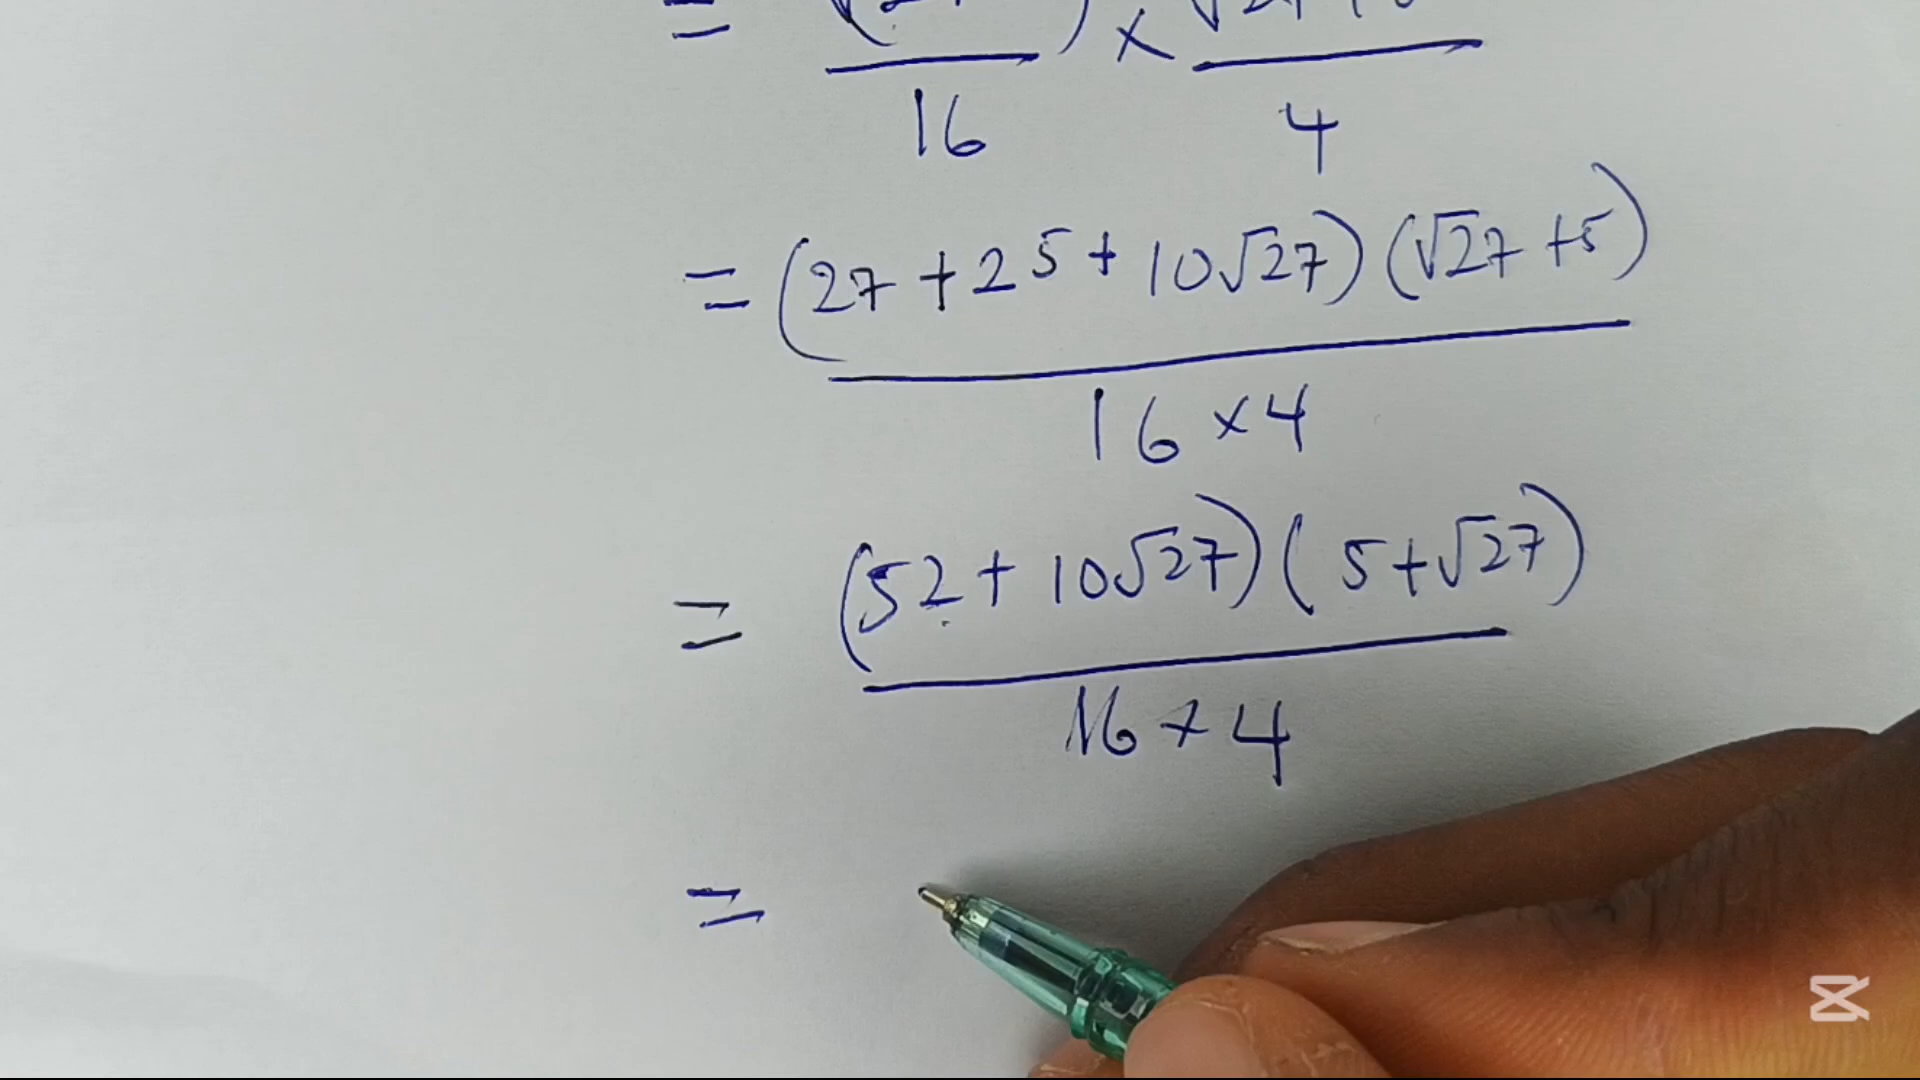 = ) ×
16 4
= (27 + 25 + 10√27) (√27 + 5)
16 × 4
= (52 + 10√27) ( 5 + √27)
16 × 4
=